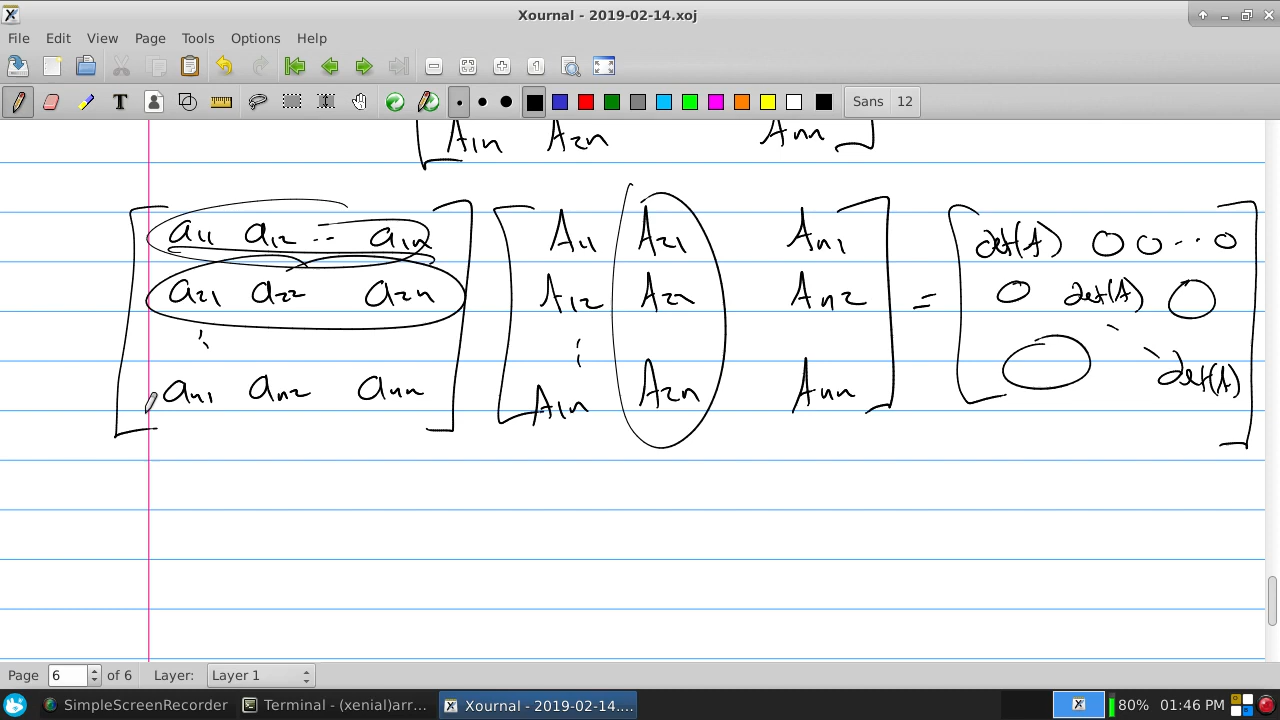 Xournal - 2019-02-14.xoj
File Edit View Page Tools Options Help
Sans 12
A1n A2n Ann
a11 a12 ... a1n A11 A21 An1 det(A) 0 0 ... 0
a21 a22 a2n A12 A22 An2 = 0 det(A) 0
⋮ ⋮ 0 det(A)
an1 an2 ann A1n A2n Ann
Page 6 of 6 Layer: Layer 1
SimpleScreenRecorder Terminal - (xenial)arr... Xournal - 2019-02-14.... 80% 01:46 PM